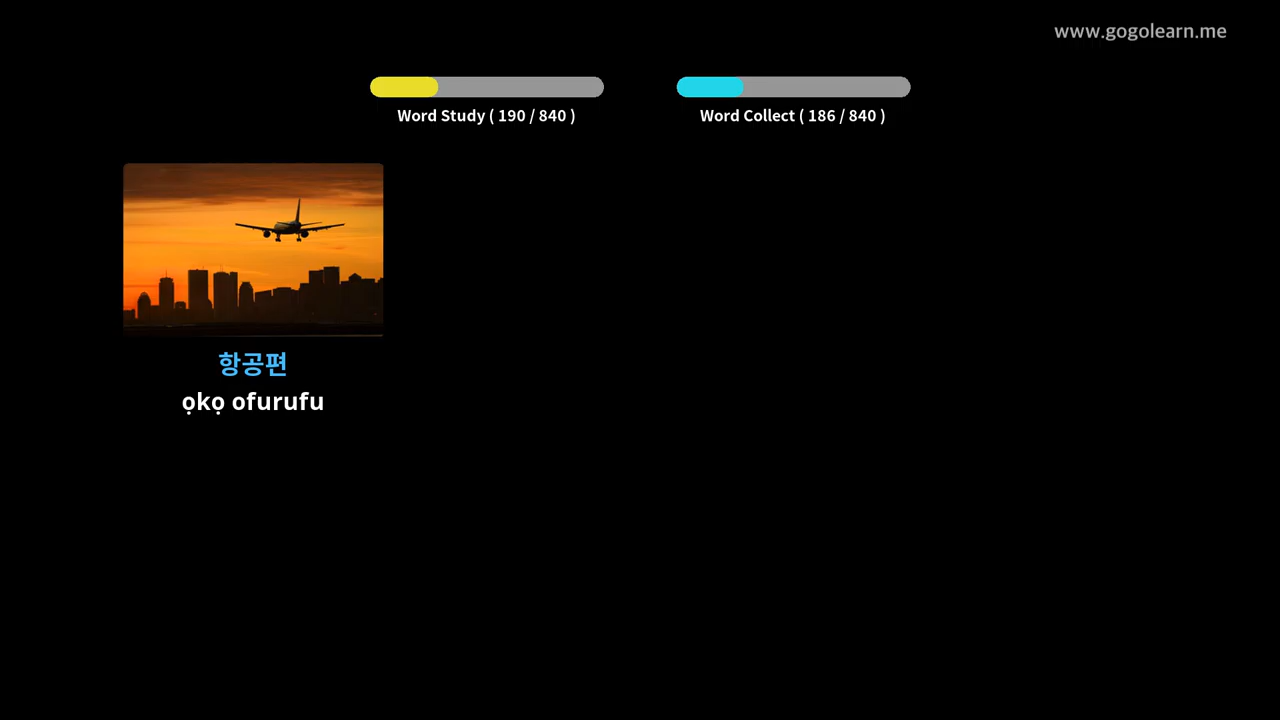 www.gogolearn.me
Word Study ( 190 / 840 )
Word Collect ( 186 / 840 )
항공편
ọkọ ofurufu